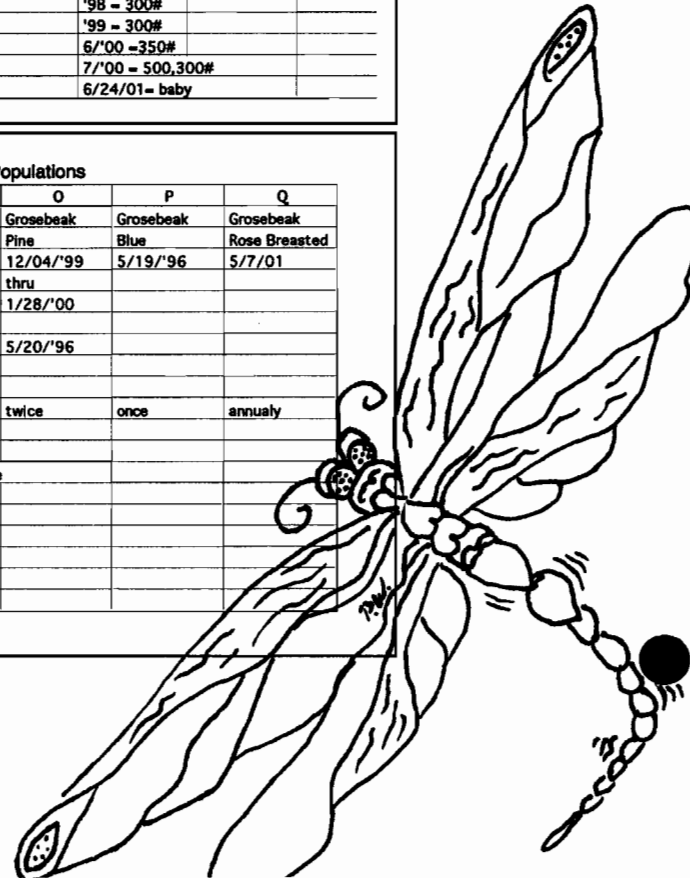 '98 – 300#
'99 – 300#
6/'00 –350#
7/'00 – 500,300#
6/24/01– baby
opulations
O P Q
Grosebeak Grosebeak Grosebeak
Pine Blue Rose Breasted
12/04/'99 5/19/'96 5/7/01
thru
1/28/'00
5/20/'96
twice once annualy